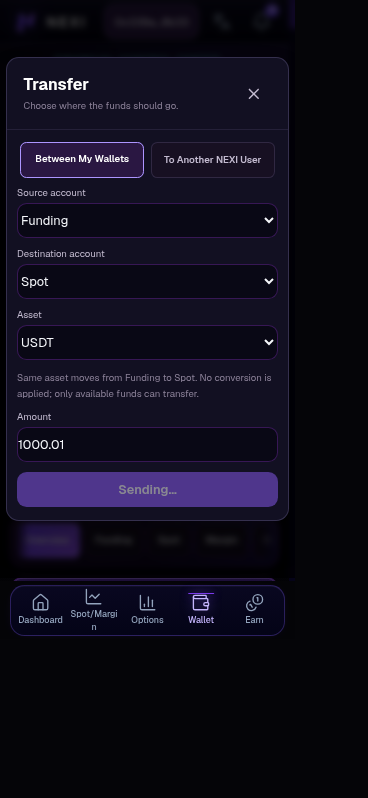 NEXI
Transfer
Choose where the funds should go.
Between My Wallets
To Another NEXI User
Source account
Funding
Destination account
Spot
Asset
USDT
Same asset moves from Funding to Spot. No conversion is
applied; only available funds can transfer.
Amount
1000.01
Sending...
Dashboard
Spot/Margi
n
Options
Wallet
Earn